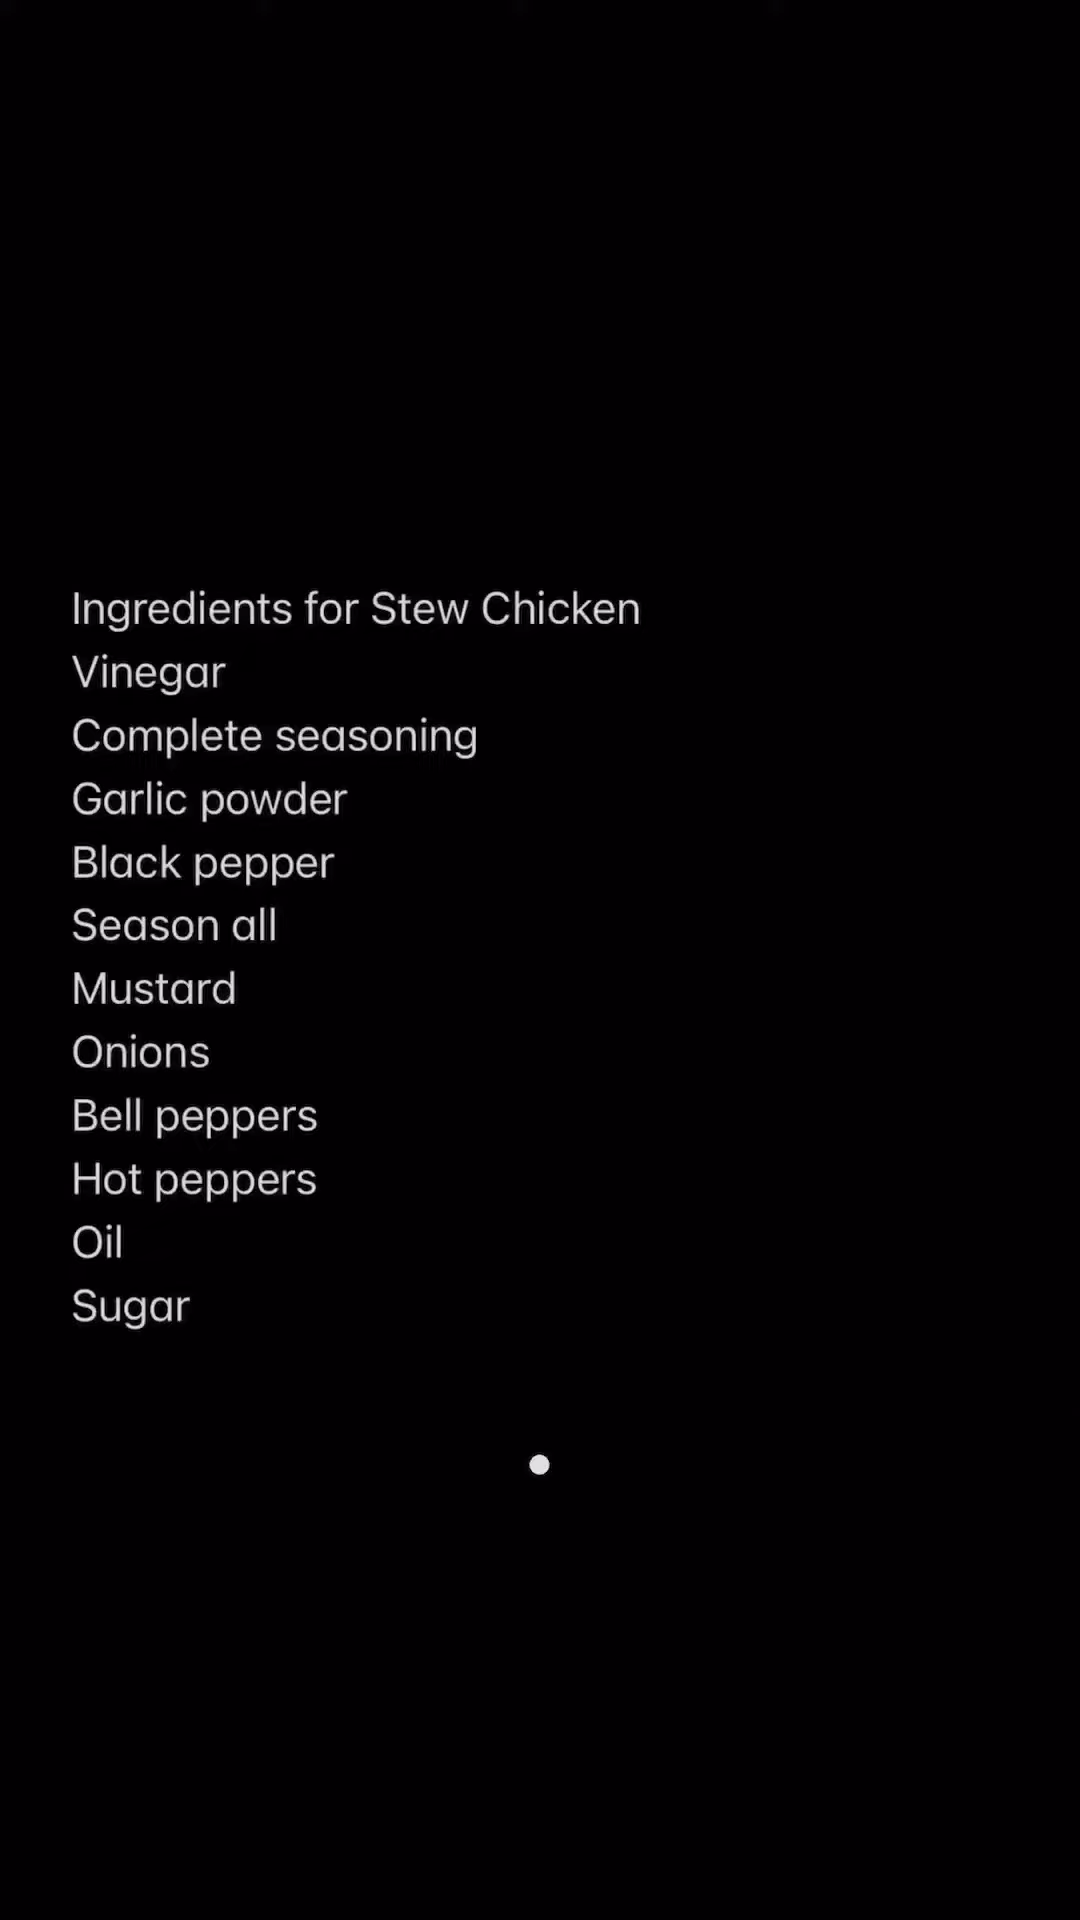 Ingredients for Stew Chicken
Vinegar
Complete seasoning
Garlic powder
Black pepper
Season all
Mustard
Onions
Bell peppers
Hot peppers
Oil
Sugar